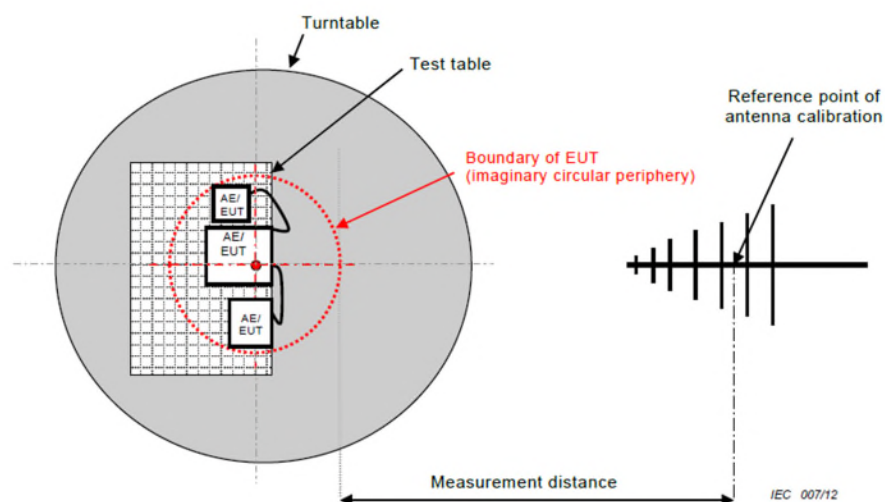 Turntable
Test table
Reference point of
antenna calibration
Boundary of EUT
(imaginary circular periphery)
AE/
EUT
AE/
EUT
AE/
EUT
Measurement distance
IEC 007/12